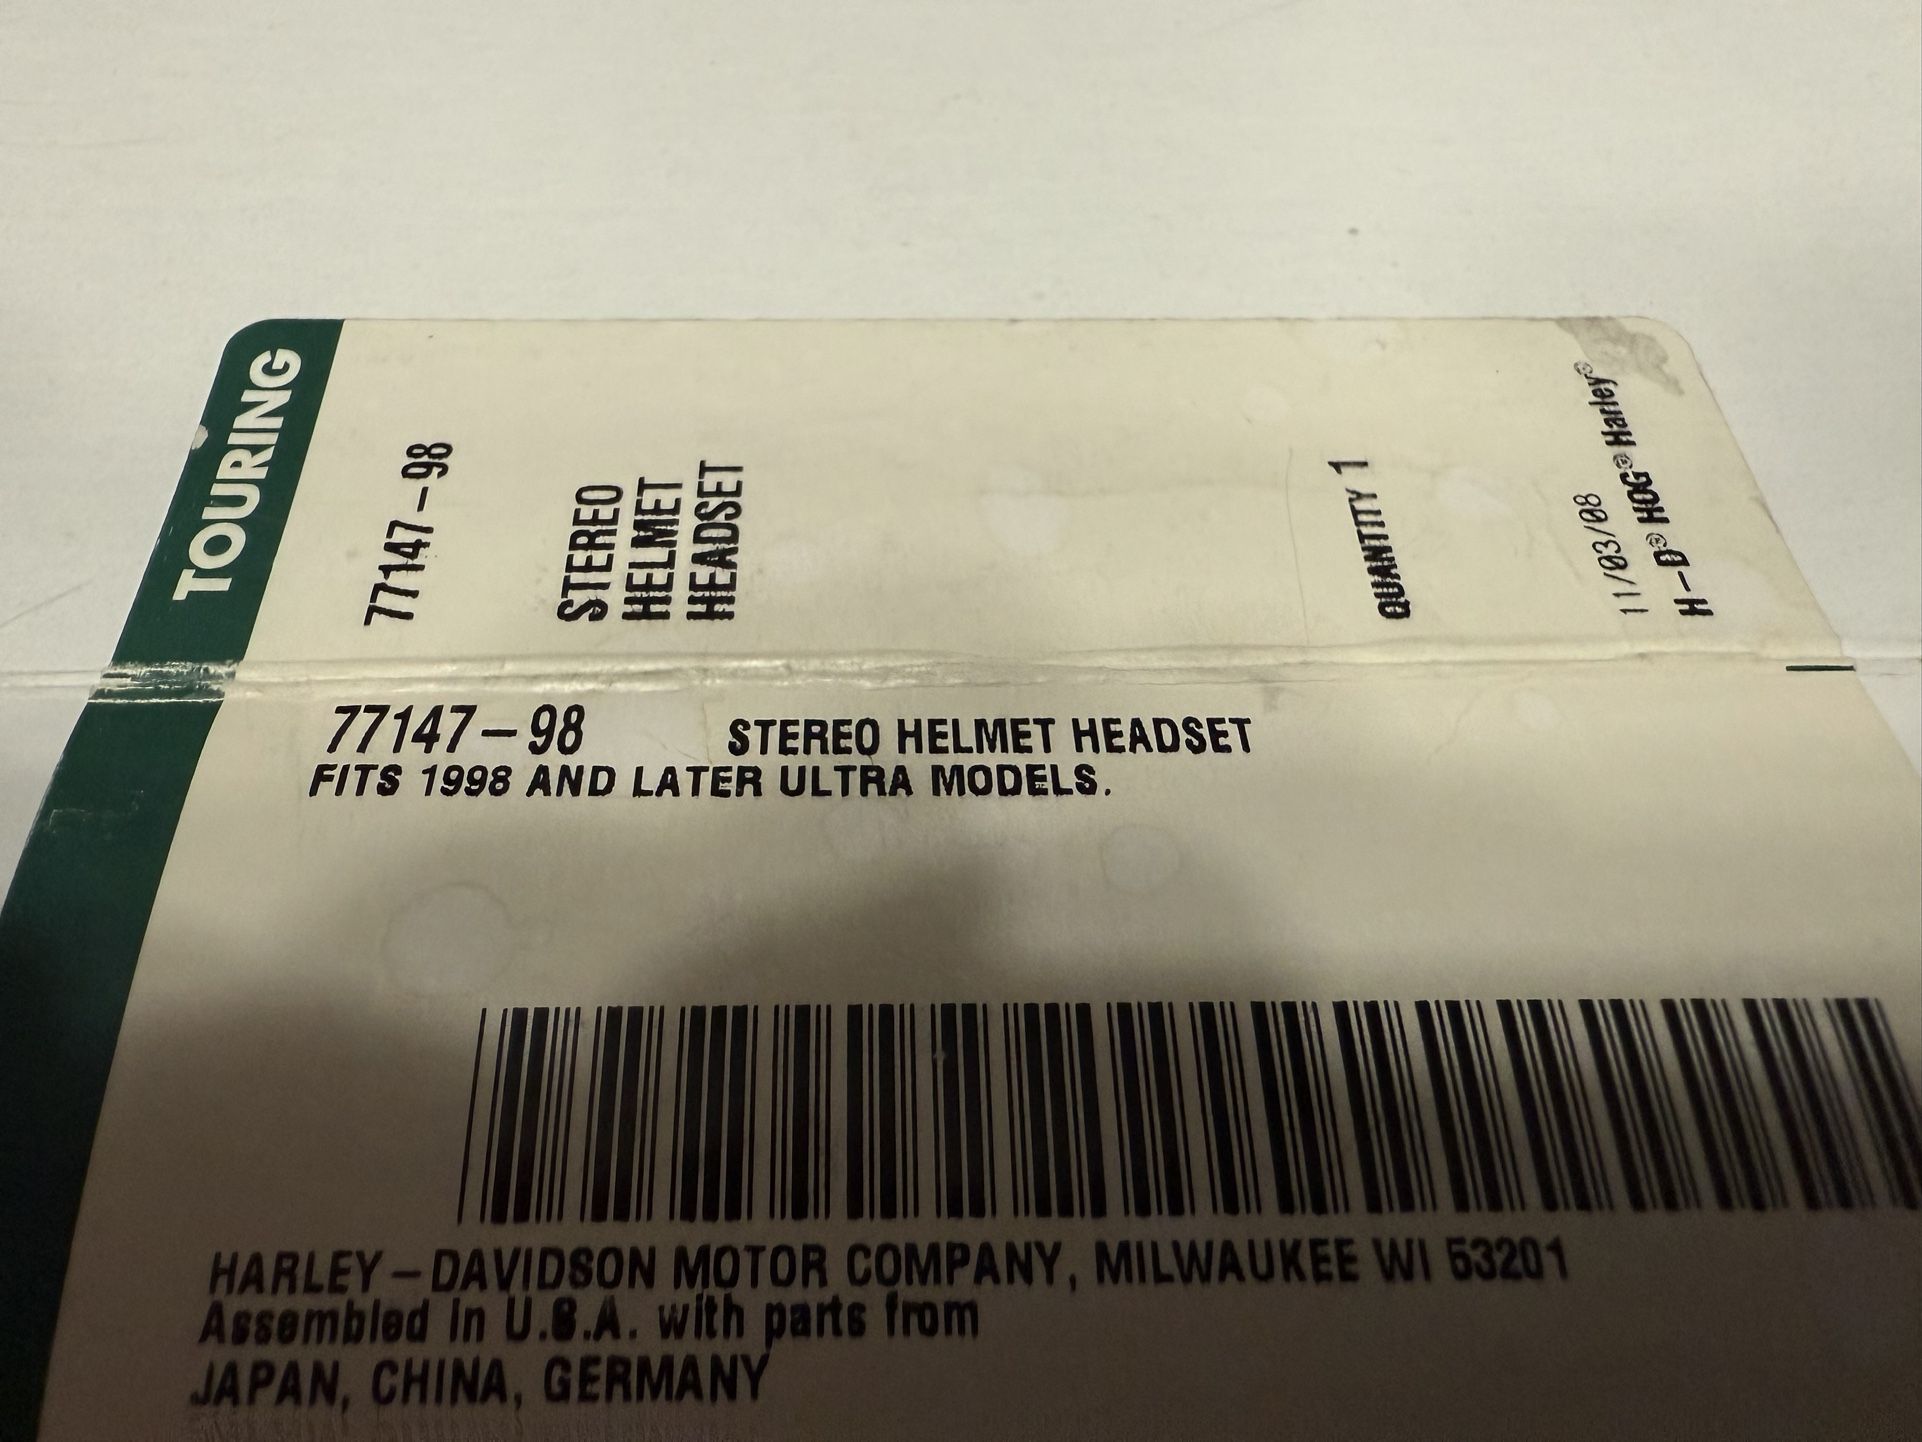 TOURING
77147-98
STEREO
HELMET
HEADSET
QUANTITY 1
11/03/08
H-D® HOG® Harley®
77147-98 STEREO HELMET HEADSET
FITS 1998 AND LATER ULTRA MODELS.
HARLEY-DAVIDSON MOTOR COMPANY, MILWAUKEE WI 53201
Assembled in U.S.A. with parts from
JAPAN, CHINA, GERMANY